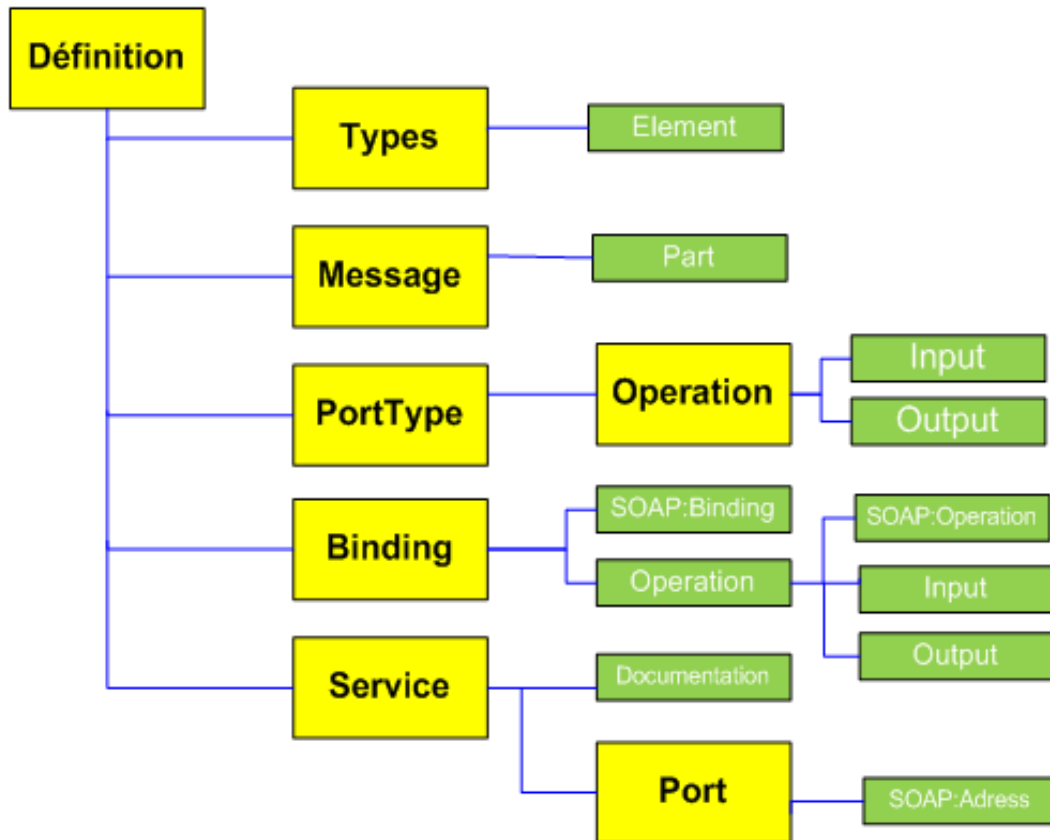 Définition
Types
Element
Message
Part
PortType
Operation
Input
Output
Binding
SOAP:Binding
Operation
SOAP:Operation
Input
Output
Service
Documentation
Port
SOAP:Adress